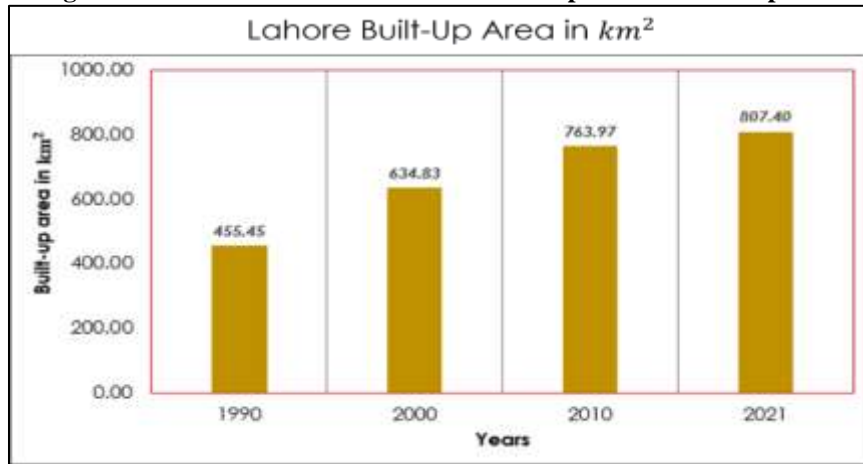 Lahore Built-Up Area in km²
1000.00
800.00
600.00
400.00
200.00
0.00
Built-up area in km²
455.45
634.83
763.97
807.40
1990 2000 2010 2021
Years